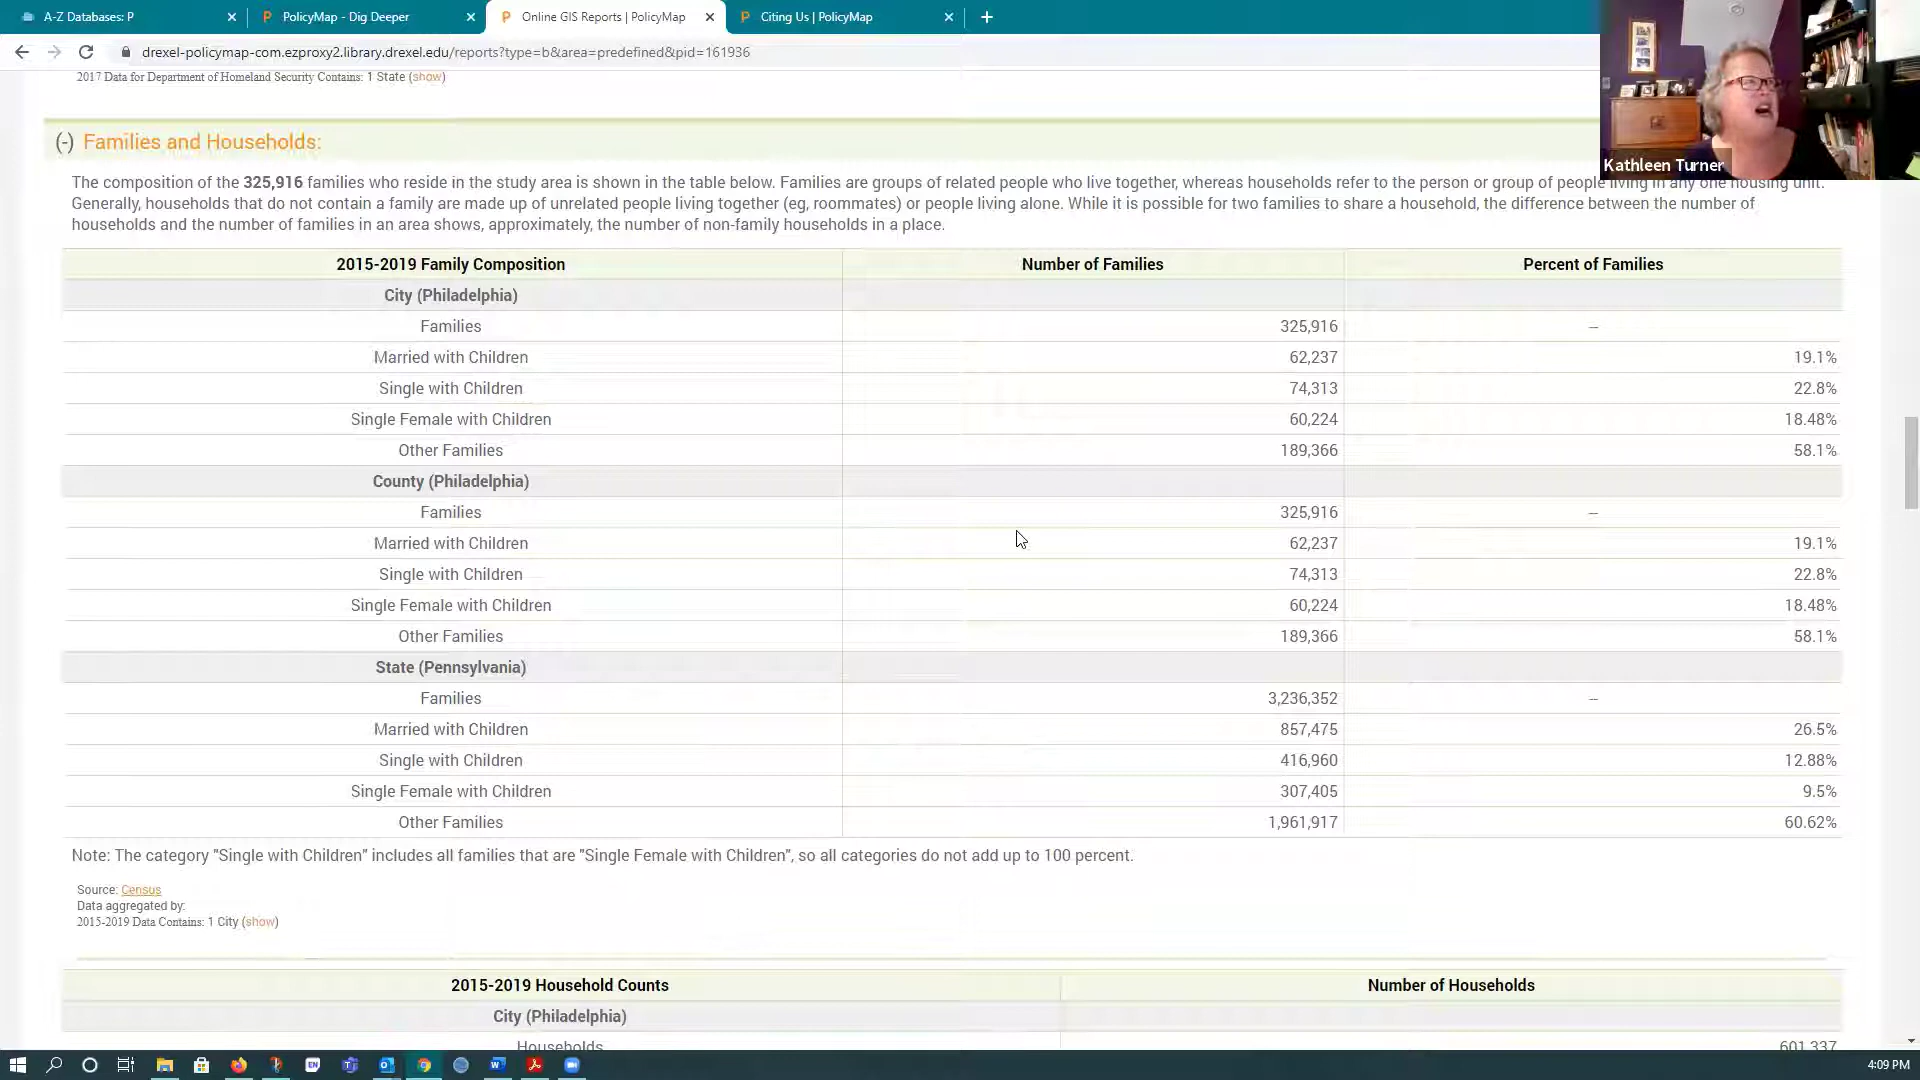 A-Z Databases: P
PolicyMap - Dig Deeper
Online GIS Reports | PolicyMap
Citing Us | PolicyMap
drexel-policymap-com.ezproxy2.library.drexel.edu/reports?type=b&area=predefined&pid=161936
2017 Data for Department of Homeland Security Contains: 1 State (show)
Kathleen Turner
(-) Families and Households:
The composition of the 325,916 families who reside in the study area is shown in the table below. Families are groups of related people who live together, whereas households refer to the person or group of people living in any one housing unit.
Generally, households that do not contain a family are made up of unrelated people living together (eg, roommates) or people living alone. While it is possible for two families to share a household, the difference between the number of
households and the number of families in an area shows, approximately, the number of non-family households in a place.
2015-2019 Family Composition Number of Families Percent of Families
City (Philadelphia)
Families 325,916 –
Married with Children 62,237 19.1%
Single with Children 74,313 22.8%
Single Female with Children 60,224 18.48%
Other Families 189,366 58.1%
County (Philadelphia)
Families 325,916 –
Married with Children 62,237 19.1%
Single with Children 74,313 22.8%
Single Female with Children 60,224 18.48%
Other Families 189,366 58.1%
State (Pennsylvania)
Families 3,236,352 –
Married with Children 857,475 26.5%
Single with Children 416,960 12.88%
Single Female with Children 307,405 9.5%
Other Families 1,961,917 60.62%
Note: The category "Single with Children" includes all families that are "Single Female with Children", so all categories do not add up to 100 percent.
Source: Census
Data aggregated by:
2015-2019 Data Contains: 1 City (show)
2015-2019 Household Counts Number of Households
City (Philadelphia)
Households 601,337
4:09 PM